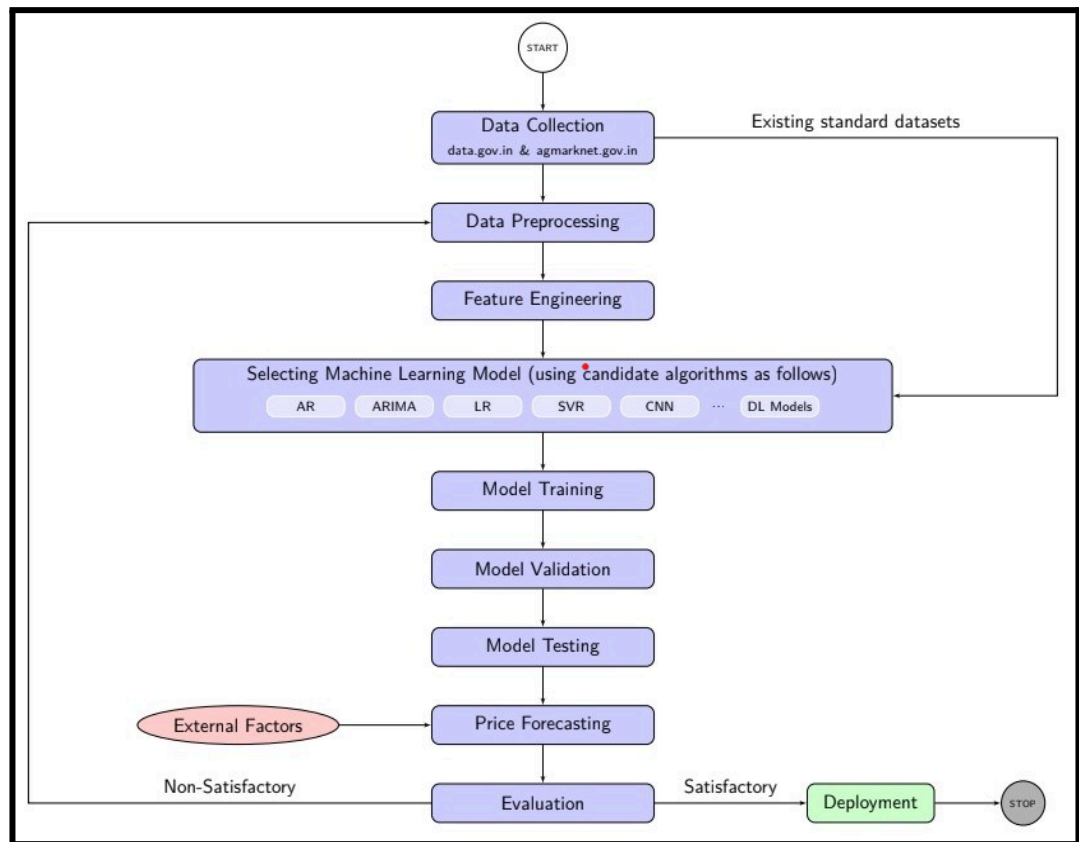 START
Data Collection
data.gov.in & agmarknet.gov.in
Existing standard datasets
Data Preprocessing
Feature Engineering
Selecting Machine Learning Model (using candidate algorithms as follows)
AR ARIMA LR SVR CNN ... DL Models
Model Training
Model Validation
Model Testing
External Factors
Price Forecasting
Non-Satisfactory
Evaluation
Satisfactory
Deployment
STOP